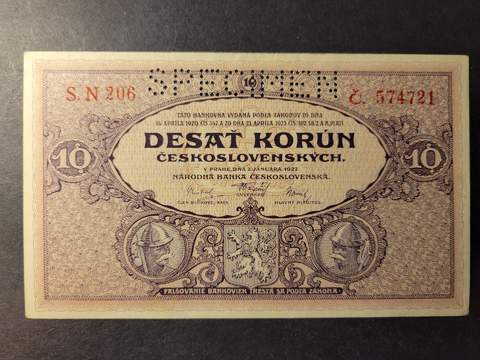 SPECIMEN
S. N 206
Č. 574721
TÁTO BANKOVKA VYDANÁ PODĽA ZÁKONOV ZO DŇA
DESAŤ KORÚN
ČESKOSLOVENSKÝCH.
V PRAHE, DŇA 2. JANUÁRA 1927
NÁRODNÁ BANKA ČESKOSLOVENSKÁ.
10
10
FALŠOVANIE BANKOVIEK TRESTÁ SA PODĽA ZÁKONA.